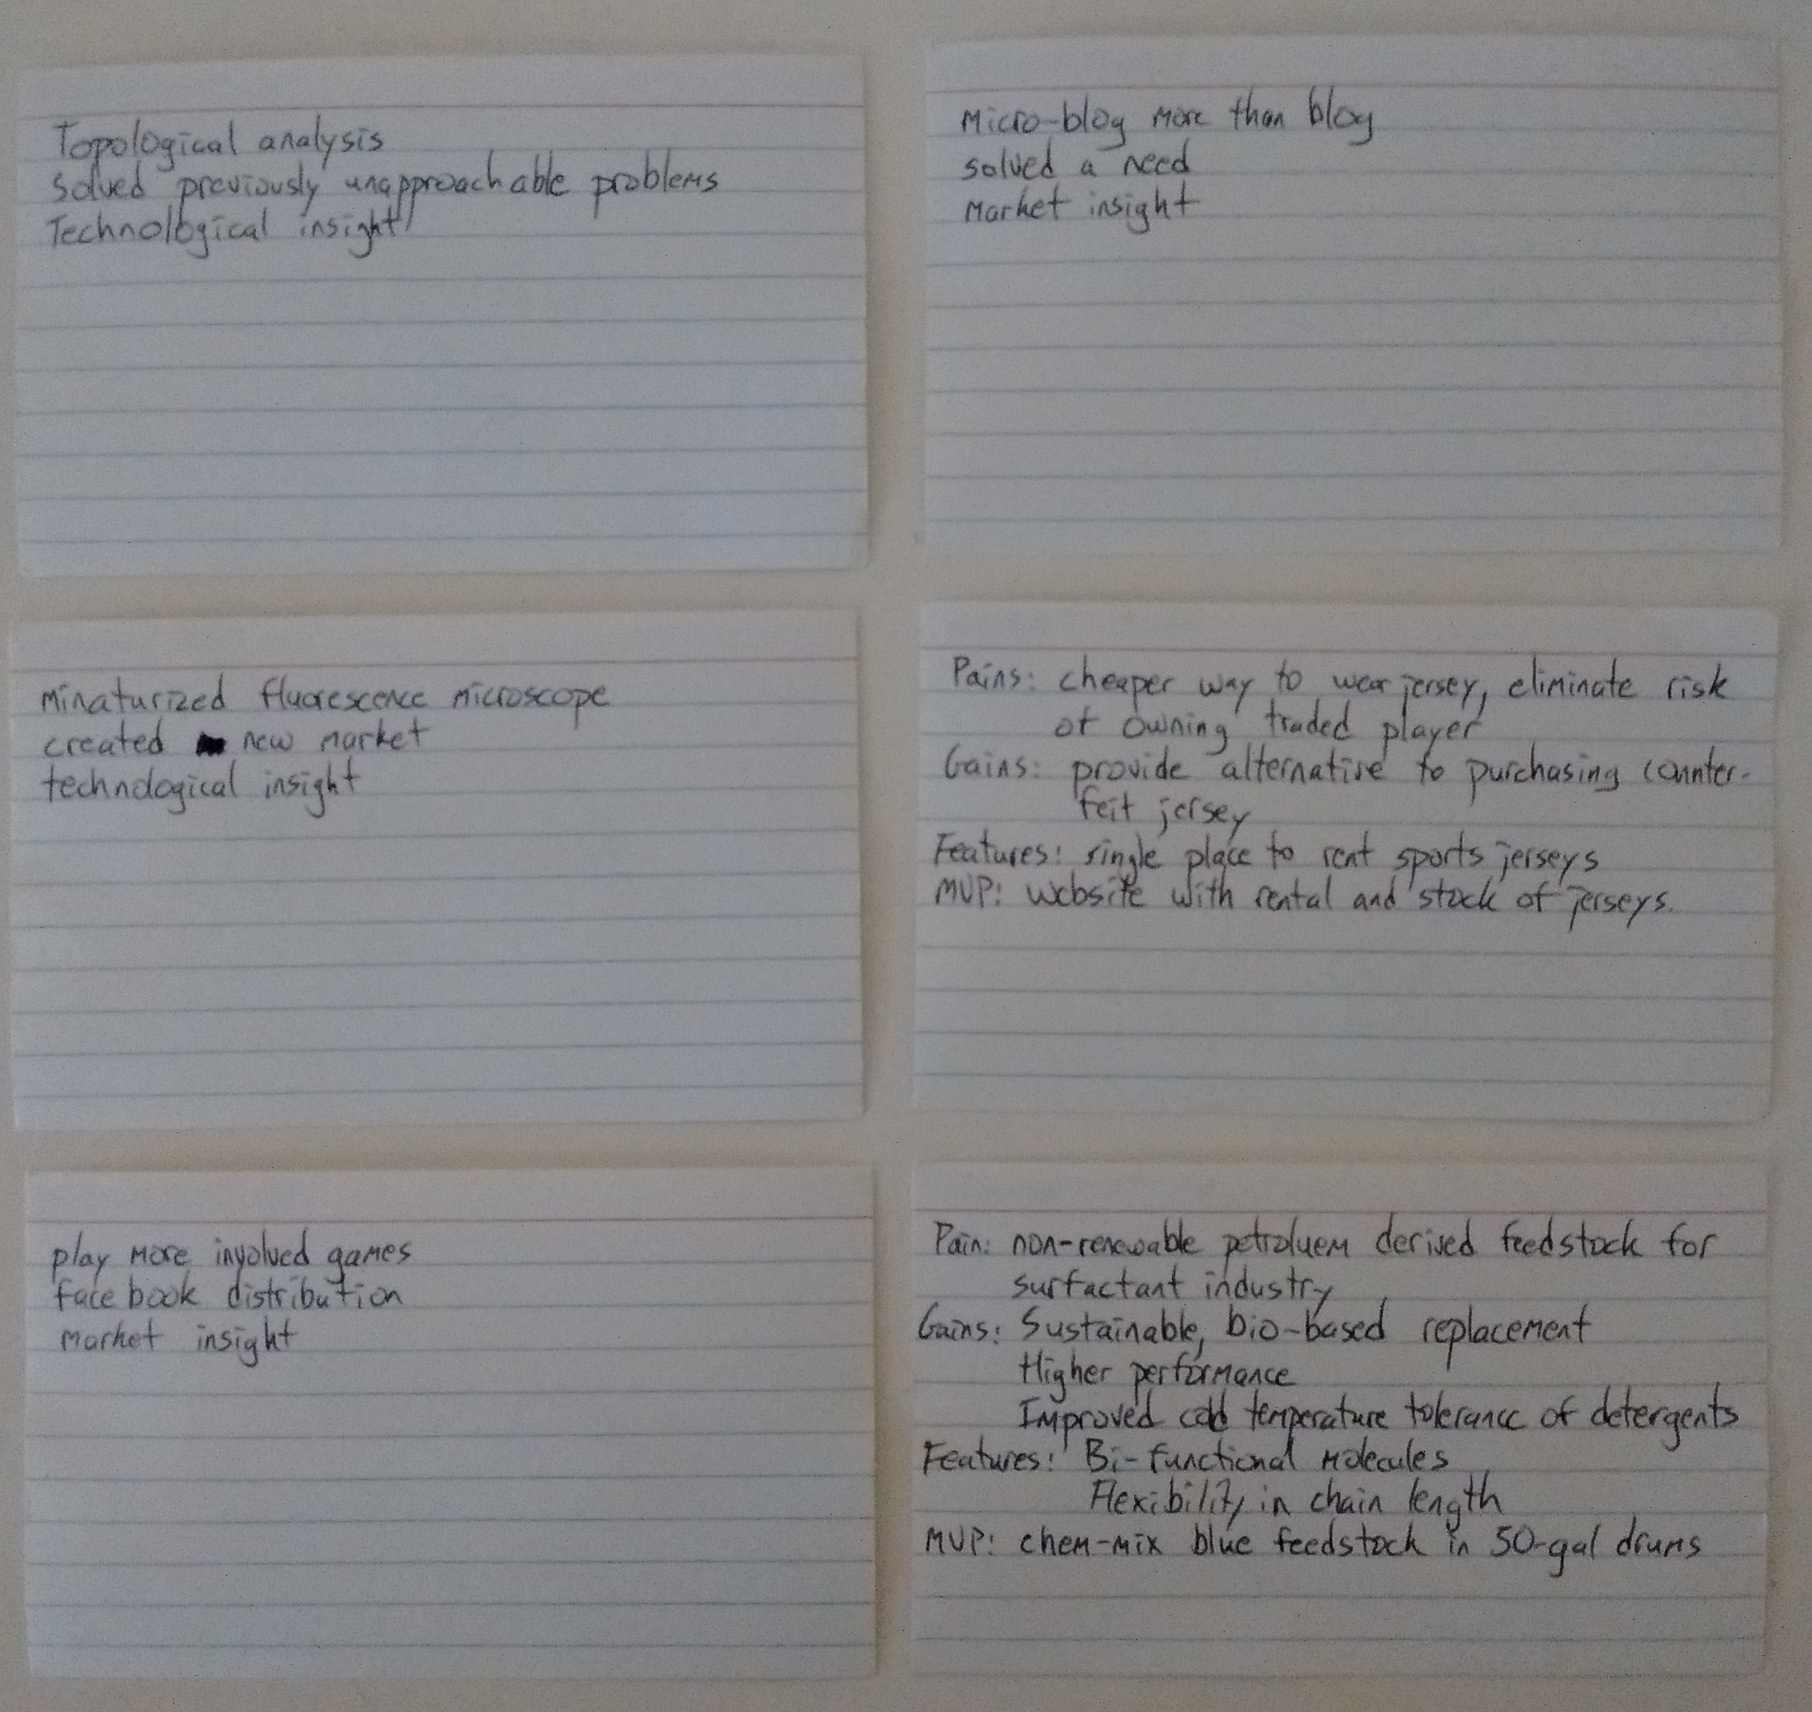 Topological analysis
Solved previously unapproachable problems
Technological insight
Micro-blog more than blog
solved a need
Market insight
Minaturized fluorescence microscope
created new market
technological insight
Pains: cheaper way to wear jersey, eliminate risk
of owning traded player
Gains: provide alternative to purchasing counter-
feit jersey
Features: single place to rent sports jerseys
MVP: website with rental and stock of jerseys.
play more involved games
facebook distribution
market insight
Pain: non-renewable petroluem derived feedstock for
surfactant industry
Gains: Sustainable, bio-based replacement
Higher performance
Improved cold temperature tolerance of detergents
Features: Bi-functional molecules
Flexibility in chain length
MVP: chem-mix blue feedstock in 50-gal drums